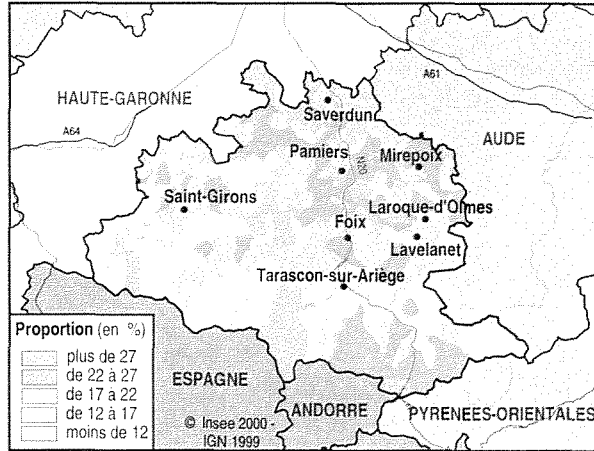 A61
HAUTE-GARONNE
Saverdun
AUDE
A64
Pamiers
N20
Mirepoix
Saint-Girons
Laroque-d'Olmes
Foix
Lavelanet
Tarascon-sur-Ariège
Proportion (en %)
plus de 27
de 22 à 27
de 17 à 22
de 12 à 17
moins de 12
ESPAGNE
ANDORRE
PYRENEES-ORIENTALES
© Insee 2000 -
IGN 1999